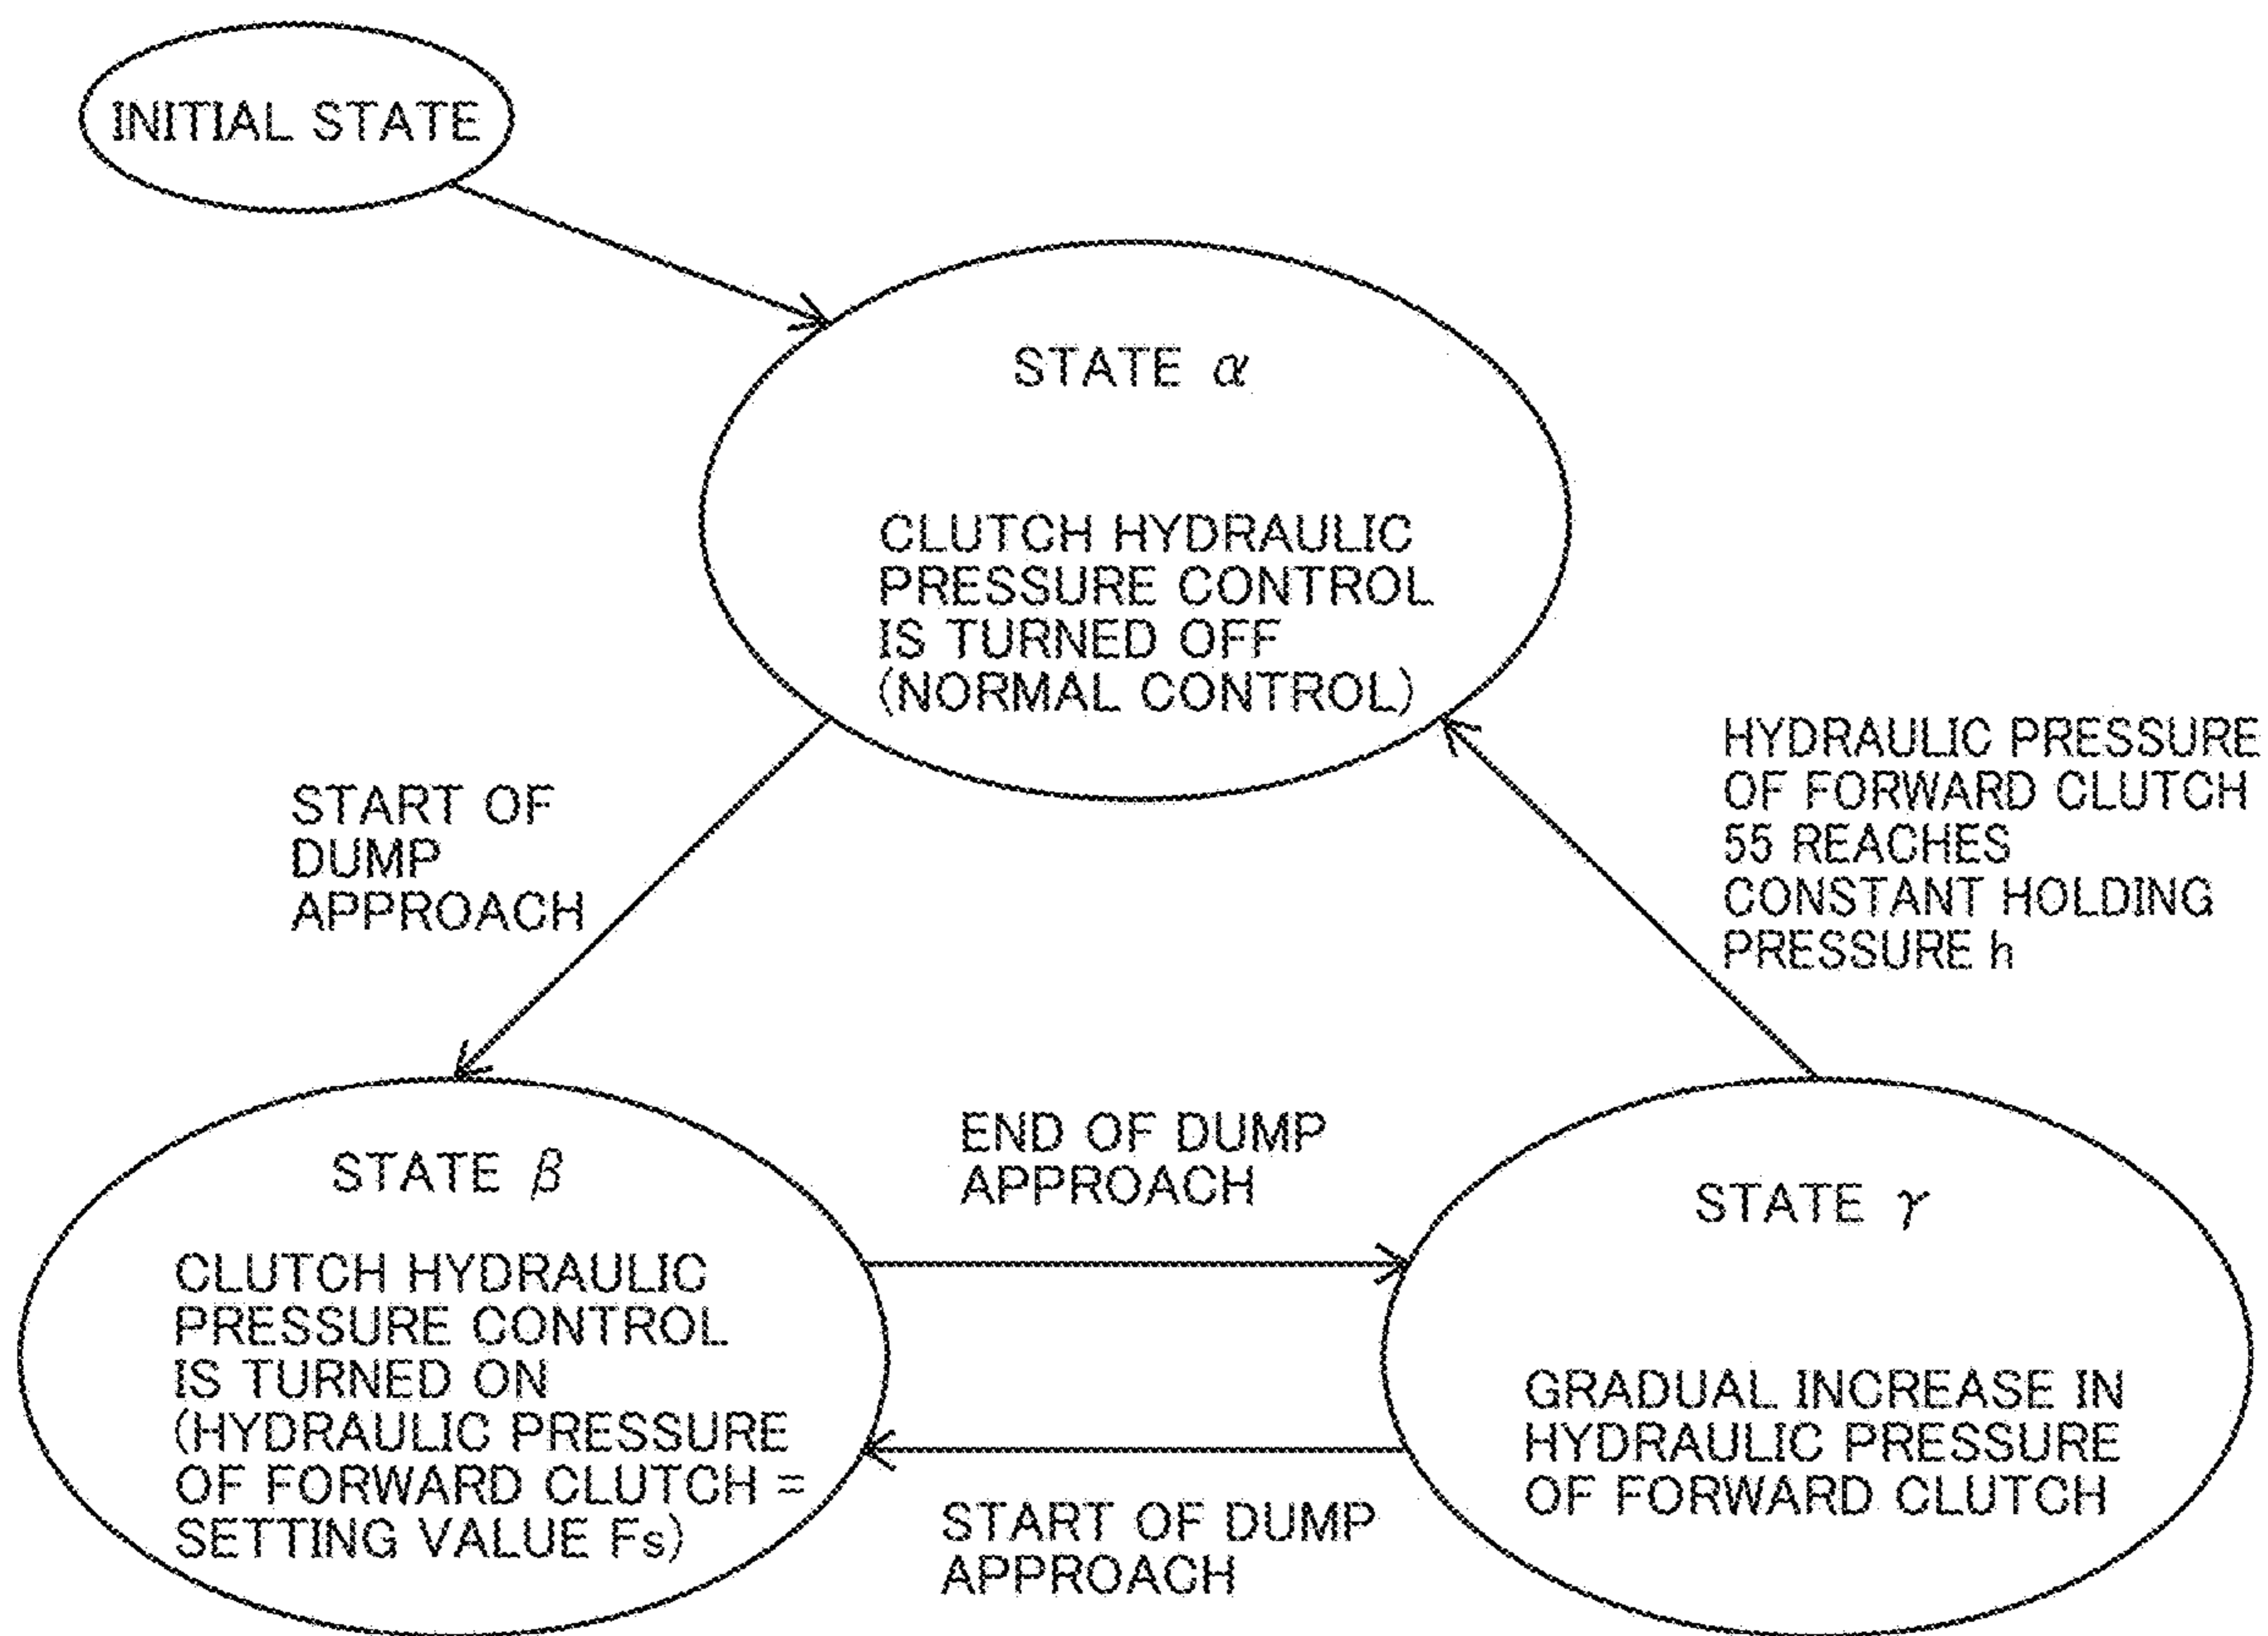 INITIAL STATE
STATE α
CLUTCH HYDRAULIC
PRESSURE CONTROL
IS TURNED OFF
(NORMAL CONTROL)
START OF
DUMP
APPROACH
HYDRAULIC PRESSURE
OF FORWARD CLUTCH
55 REACHES
CONSTANT HOLDING
PRESSURE h
STATE β
CLUTCH HYDRAULIC
PRESSURE CONTROL
IS TURNED ON
(HYDRAULIC PRESSURE
OF FORWARD CLUTCH =
SETTING VALUE Fs)
END OF DUMP
APPROACH
START OF DUMP
APPROACH
STATE γ
GRADUAL INCREASE IN
HYDRAULIC PRESSURE
OF FORWARD CLUTCH